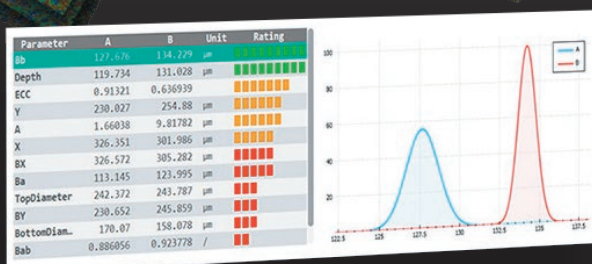 Parameter A B Unit Rating
Bb 127.676 134.229 µm
Depth 119.734 131.028 µm
ECC 0.91321 0.636939
Y 230.027 254.88 µm
A 1.66038 9.81782 µm
X 326.351 301.986 µm
BX 326.572 305.282 µm
Ba 113.145 123.995 µm
TopDiameter 242.372 243.787 µm
BY 230.652 245.859 µm
BottomDiam… 170.07 158.078 µm
Bab 0.886056 0.923778 /
100
80
60
40
20
122.5 125 127.5 130 132.5 135 137.5
A
B